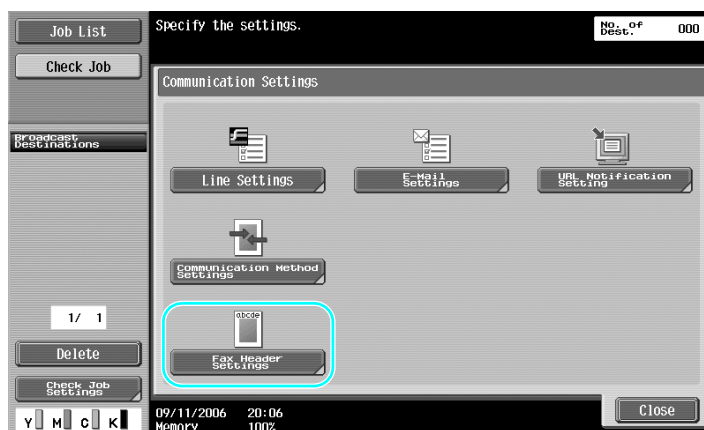 Job List
Check Job
Broadcast
Destinations
1/ 1
Delete
Check Job
Settings
Y M C K
Specify the settings.
No. of
Dest.
000
Communication Settings
Line Settings
E-Mail
Settings
URL Notification
Setting
Communication Method
Settings
abcde
Fax Header
Settings
09/11/2006 20:06
Memory 100%
Close